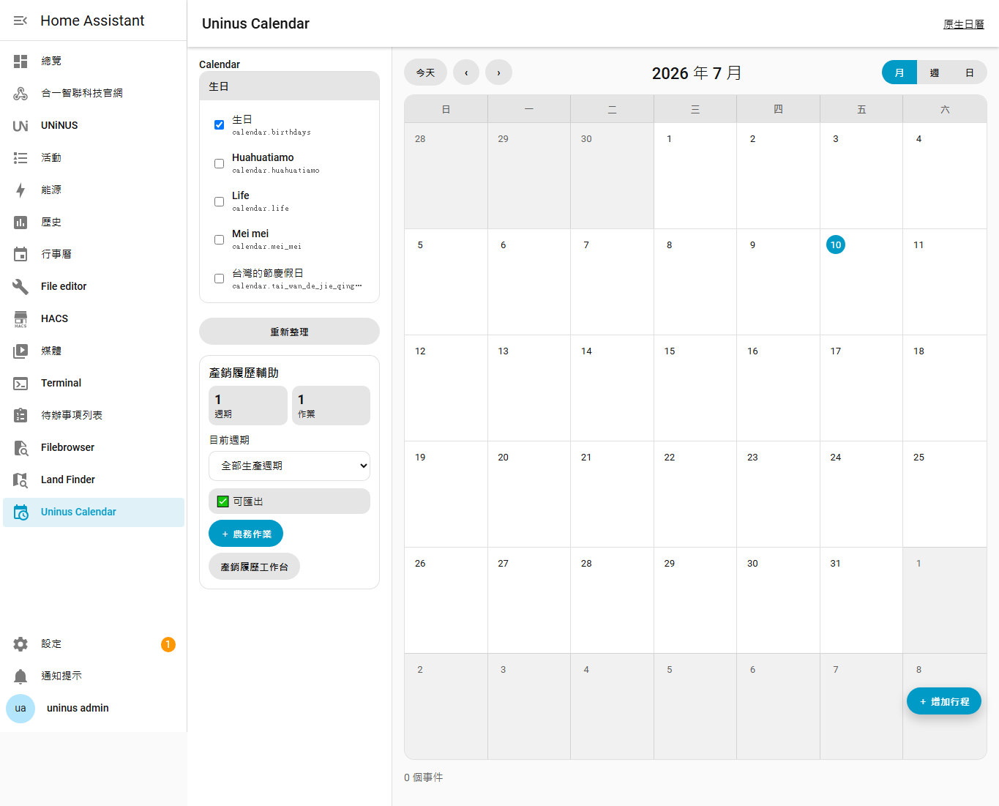 Home Assistant
總覽
合一智聯科技官網
UNiNUS
活動
能源
歷史
行事曆
File editor
HACS
媒體
Terminal
待辦事項列表
Filebrowser
Land Finder
Uninus Calendar
設定
1
通知提示
ua
uninus admin
Uninus Calendar
原生日曆
Calendar
生日
生日
calendar.birthdays
Huahuatiamo
calendar.huahuatiamo
Life
calendar.life
Mei mei
calendar.mei_mei
台灣的節慶假日
calendar.tai_wan_de_jie_qing…
重新整理
產銷履歷輔助
1
週期
1
作業
目前週期
全部生產週期
✅ 可匯出
＋ 農務作業
產銷履歷工作台
今天
‹
›
2026 年 7 月
月 週 日
日 一 二 三 四 五 六
28 29 30 1 2 3 4
5 6 7 8 9 10 11
12 13 14 15 16 17 18
19 20 21 22 23 24 25
26 27 28 29 30 31 1
2 3 4 5 6 7 8
＋ 增加行程
0 個事件